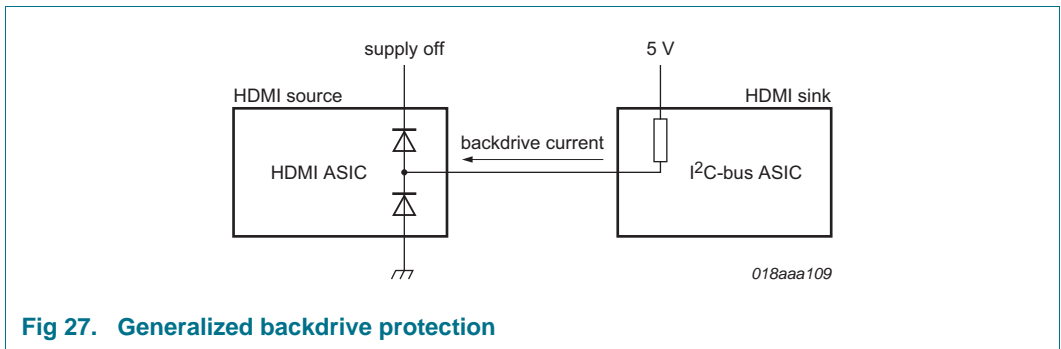 supply off
5 V
HDMI source
HDMI sink
backdrive current
HDMI ASIC
I²C-bus ASIC
018aaa109
Fig 27. Generalized backdrive protection